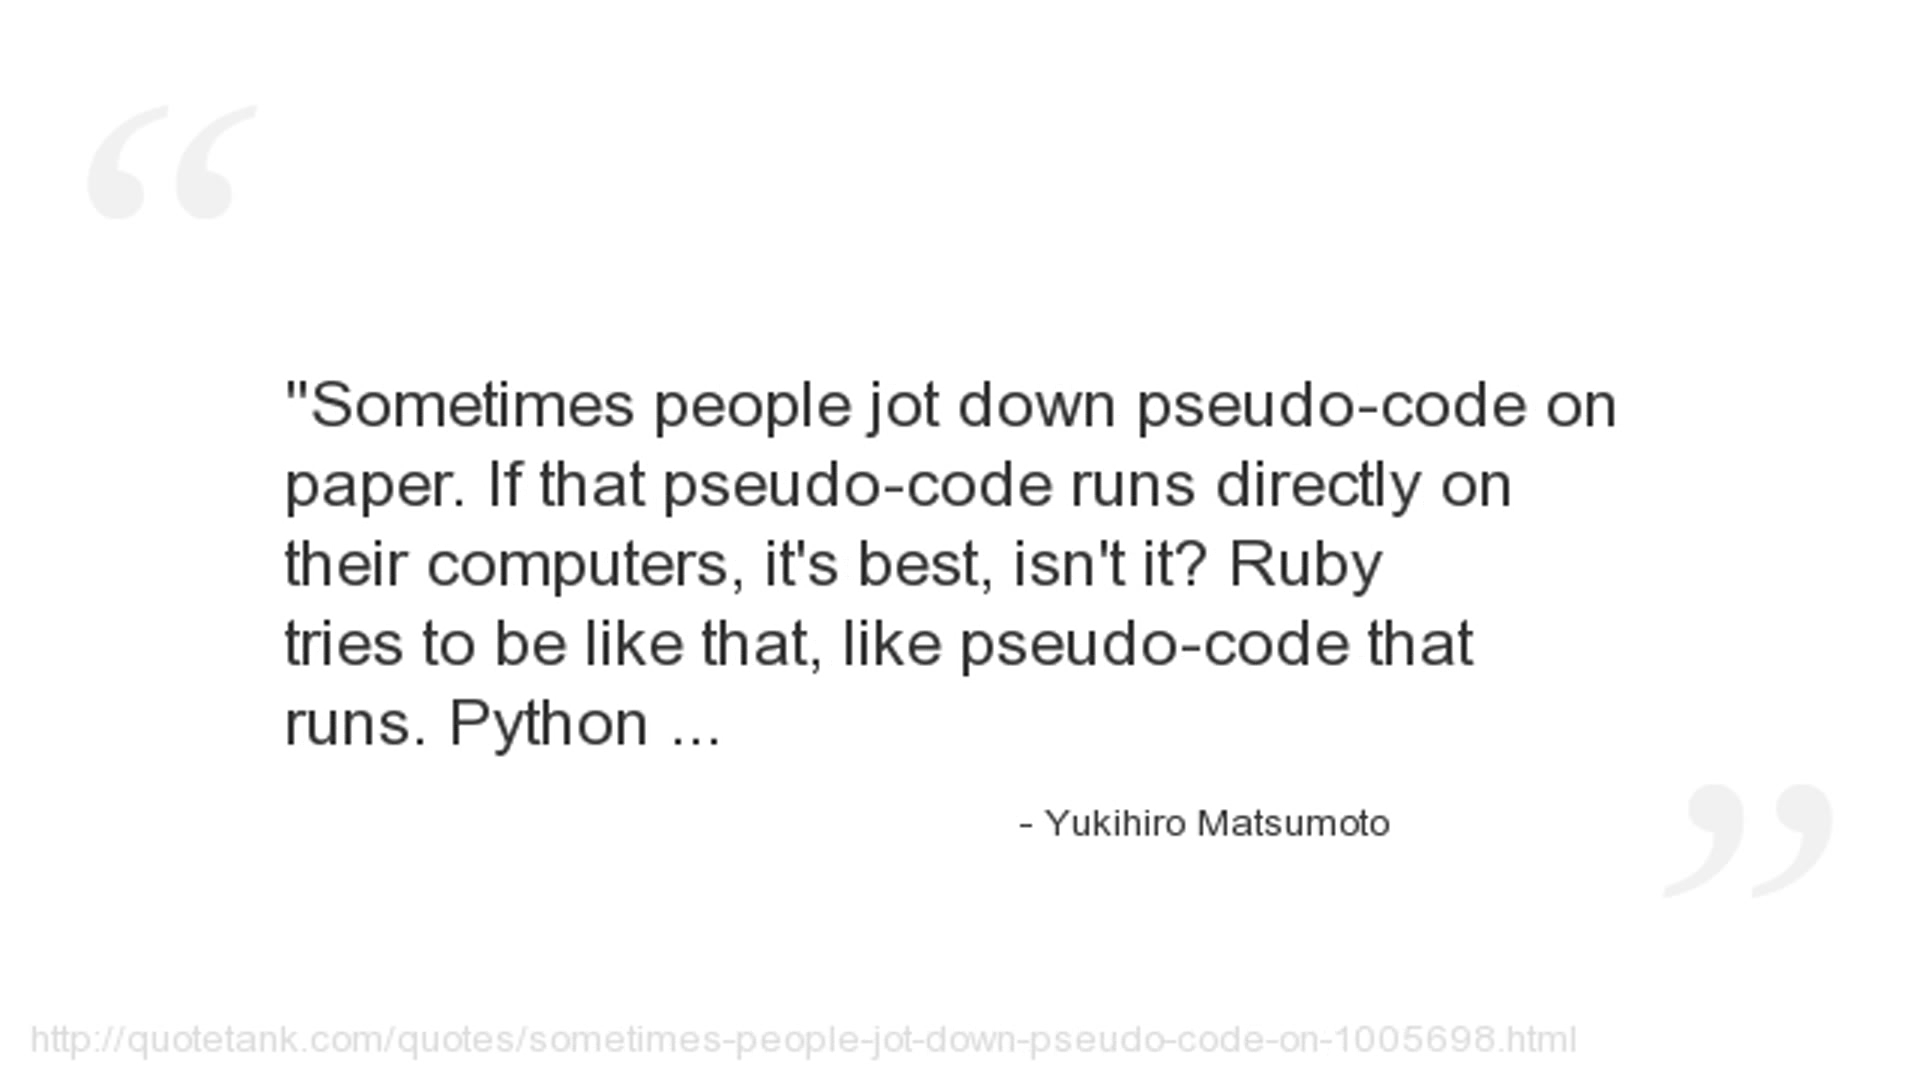 "Sometimes people jot down pseudo-code on
paper. If that pseudo-code runs directly on
their computers, it's best, isn't it? Ruby
tries to be like that, like pseudo-code that
runs. Python ...
- Yukihiro Matsumoto
http://quotetank.com/quotes/sometimes-people-jot-down-pseudo-code-on-1005698.html